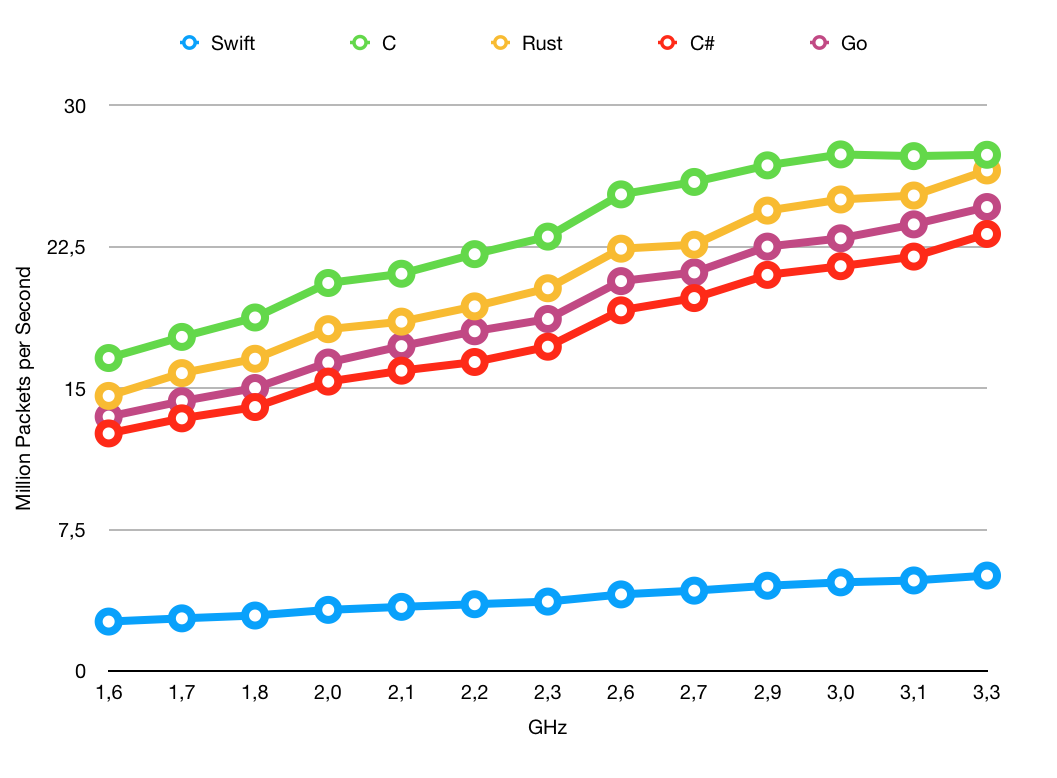 Swift C Rust C# Go
30
22,5
15
7,5
0
Million Packets per Second
1,6 1,7 1,8 2,0 2,1 2,2 2,3 2,6 2,7 2,9 3,0 3,1 3,3
GHz